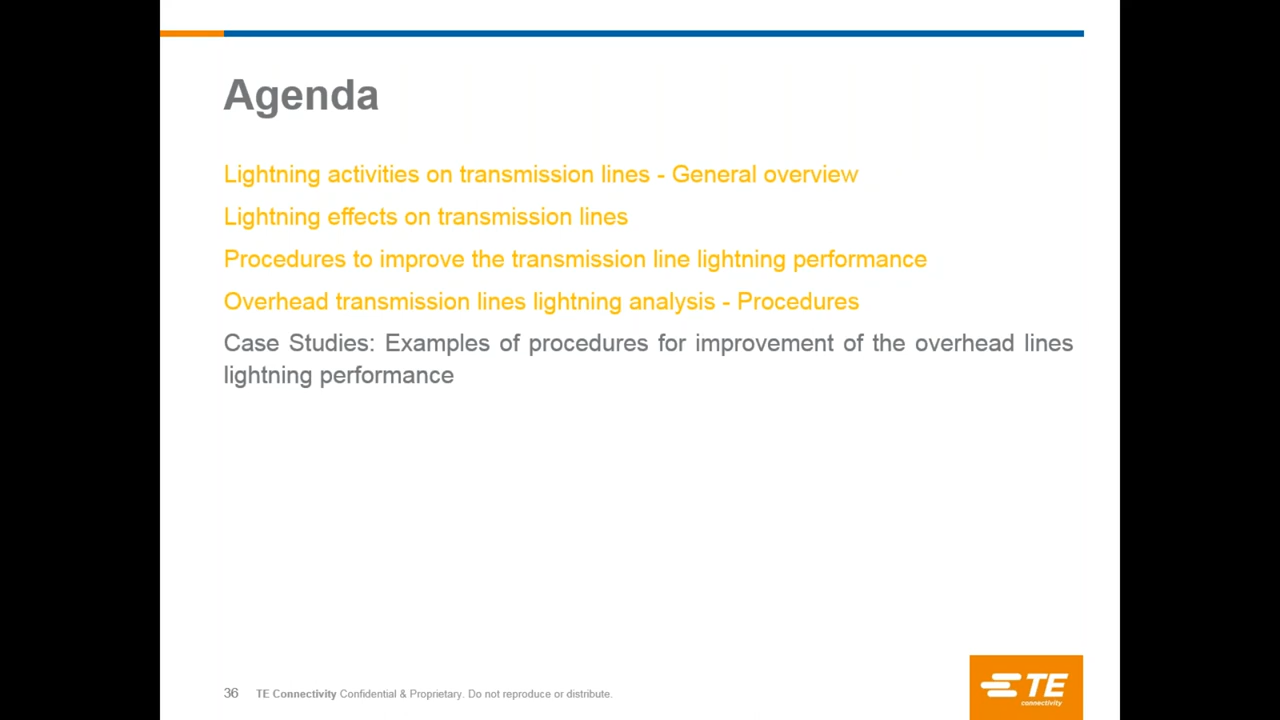 Agenda
Lightning activities on transmission lines - General overview
Lightning effects on transmission lines
Procedures to improve the transmission line lightning performance
Overhead transmission lines lightning analysis - Procedures
Case Studies: Examples of procedures for improvement of the overhead lines
lightning performance
36 TE Connectivity Confidential & Proprietary. Do not reproduce or distribute.
TE
connectivity